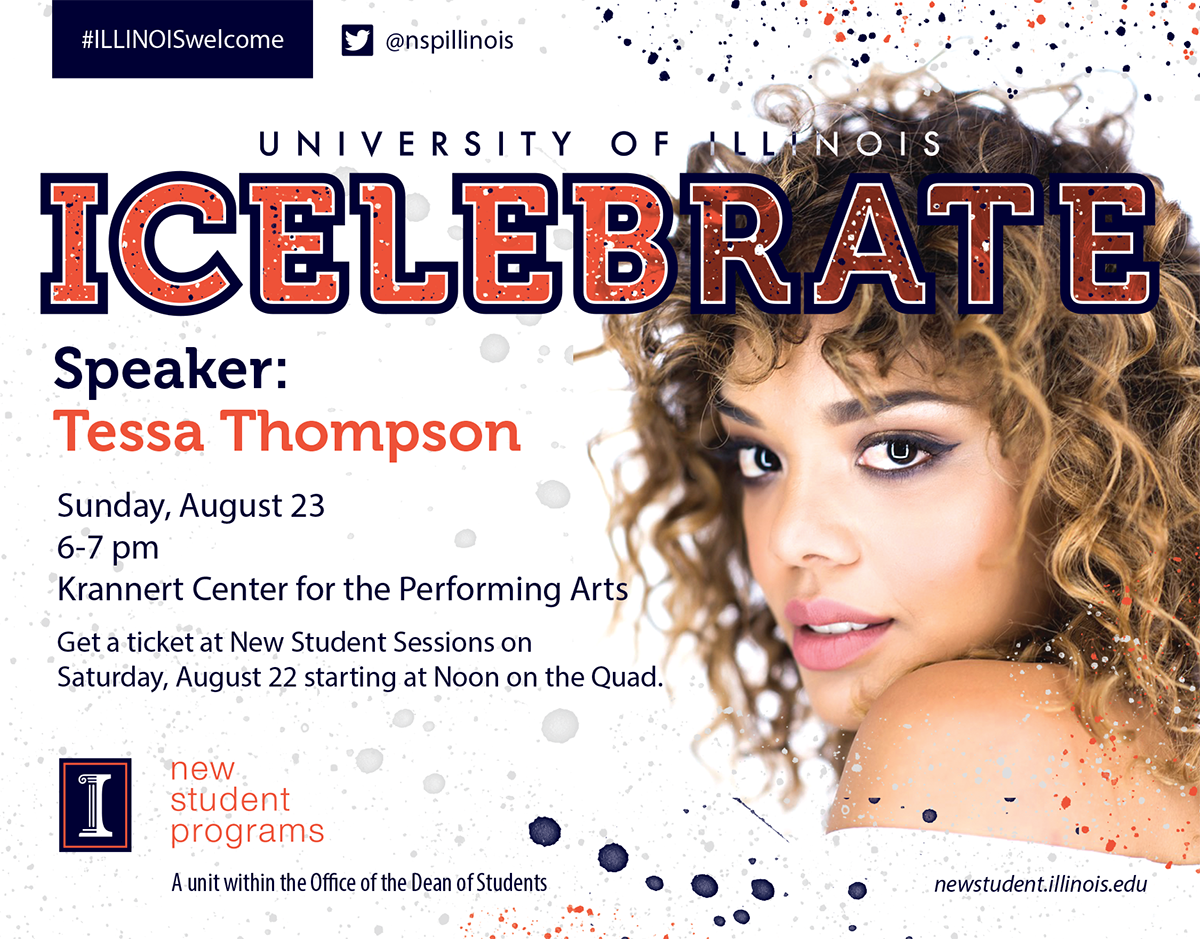 #ILLINOISwelcome
@nspillinois
UNIVERSITY OF ILLINOIS
ICELEBRATE
Speaker:
Tessa Thompson
Sunday, August 23
6-7 pm
Krannert Center for the Performing Arts
Get a ticket at New Student Sessions on
Saturday, August 22 starting at Noon on the Quad.
I
new
student
programs
A unit within the Office of the Dean of Students
newstudent.illinois.edu